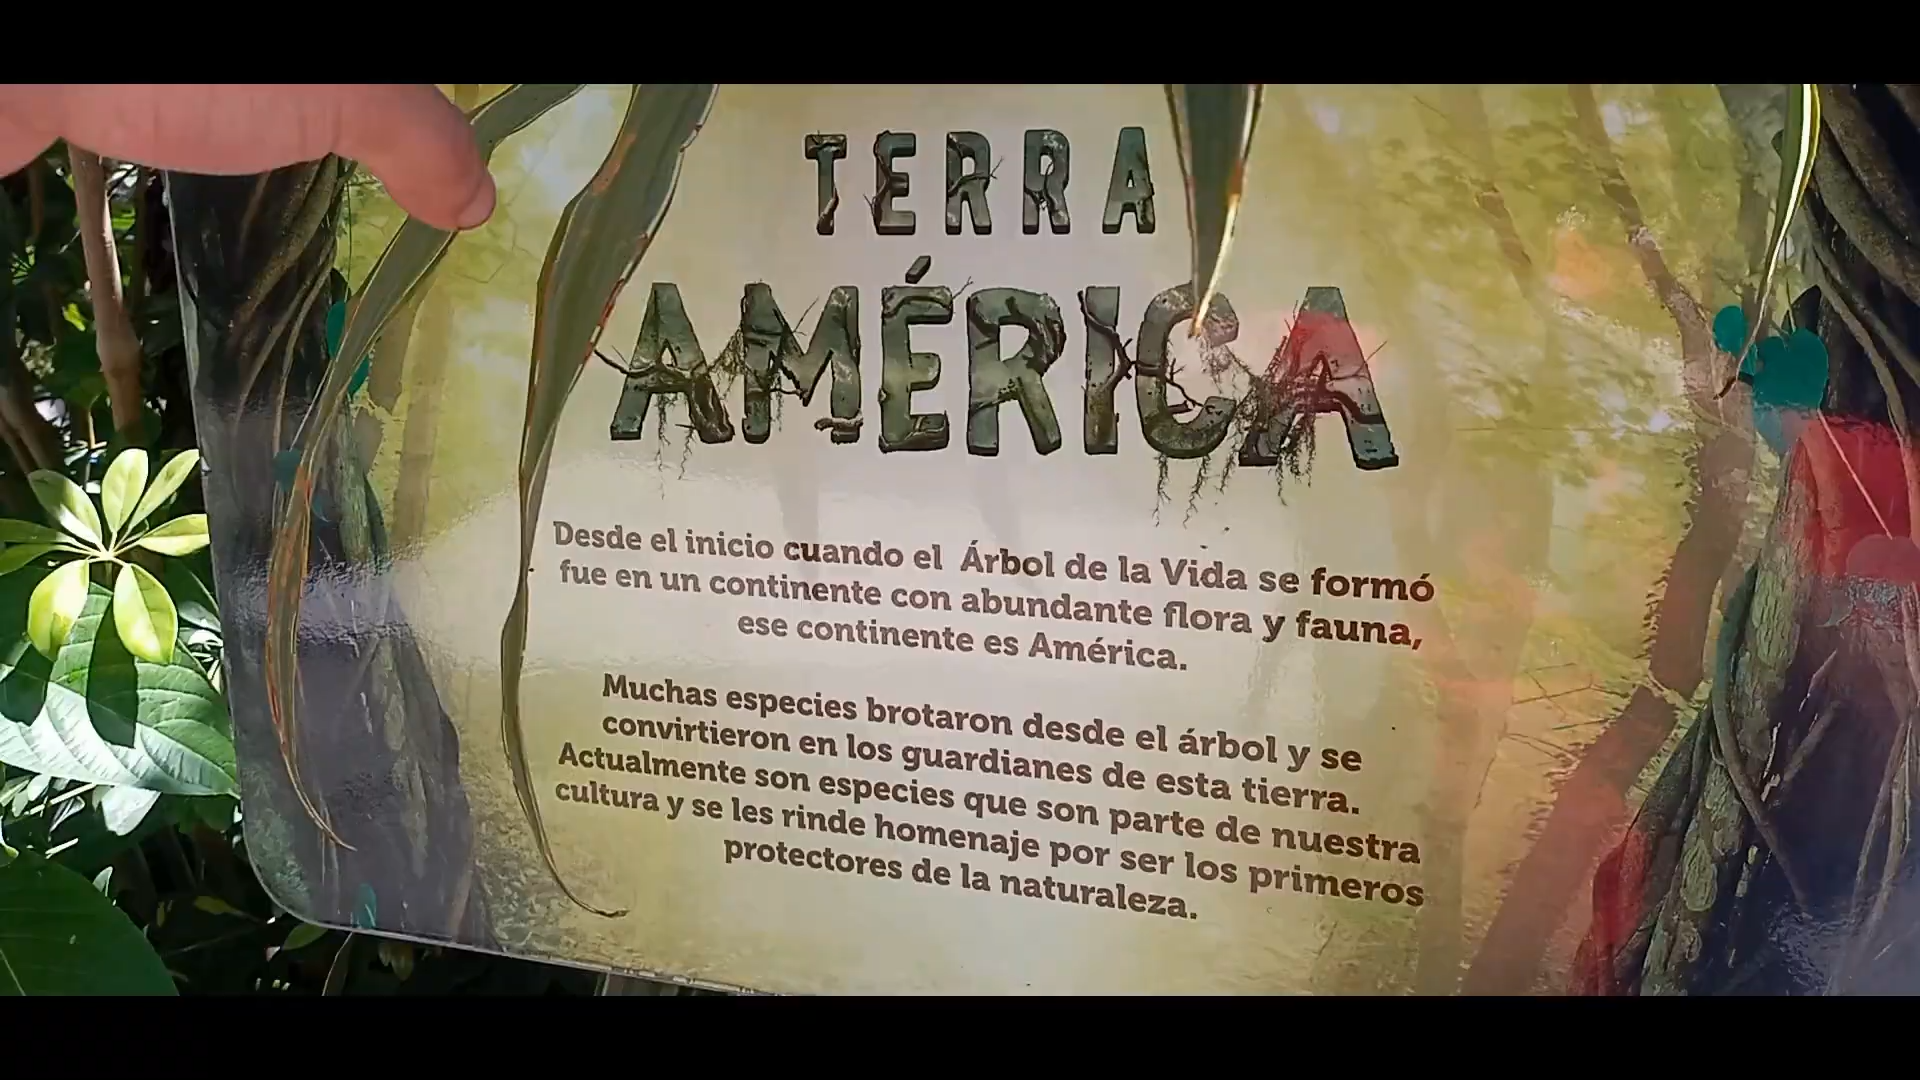 TERRA
AMÉRICA
Desde el inicio cuando el Árbol de la Vida se formó
fue en un continente con abundante flora y fauna,
ese continente es América.
Muchas especies brotaron desde el árbol y se
convirtieron en los guardianes de esta tierra.
Actualmente son especies que son parte de nuestra
cultura y se les rinde homenaje por ser los primeros
protectores de la naturaleza.